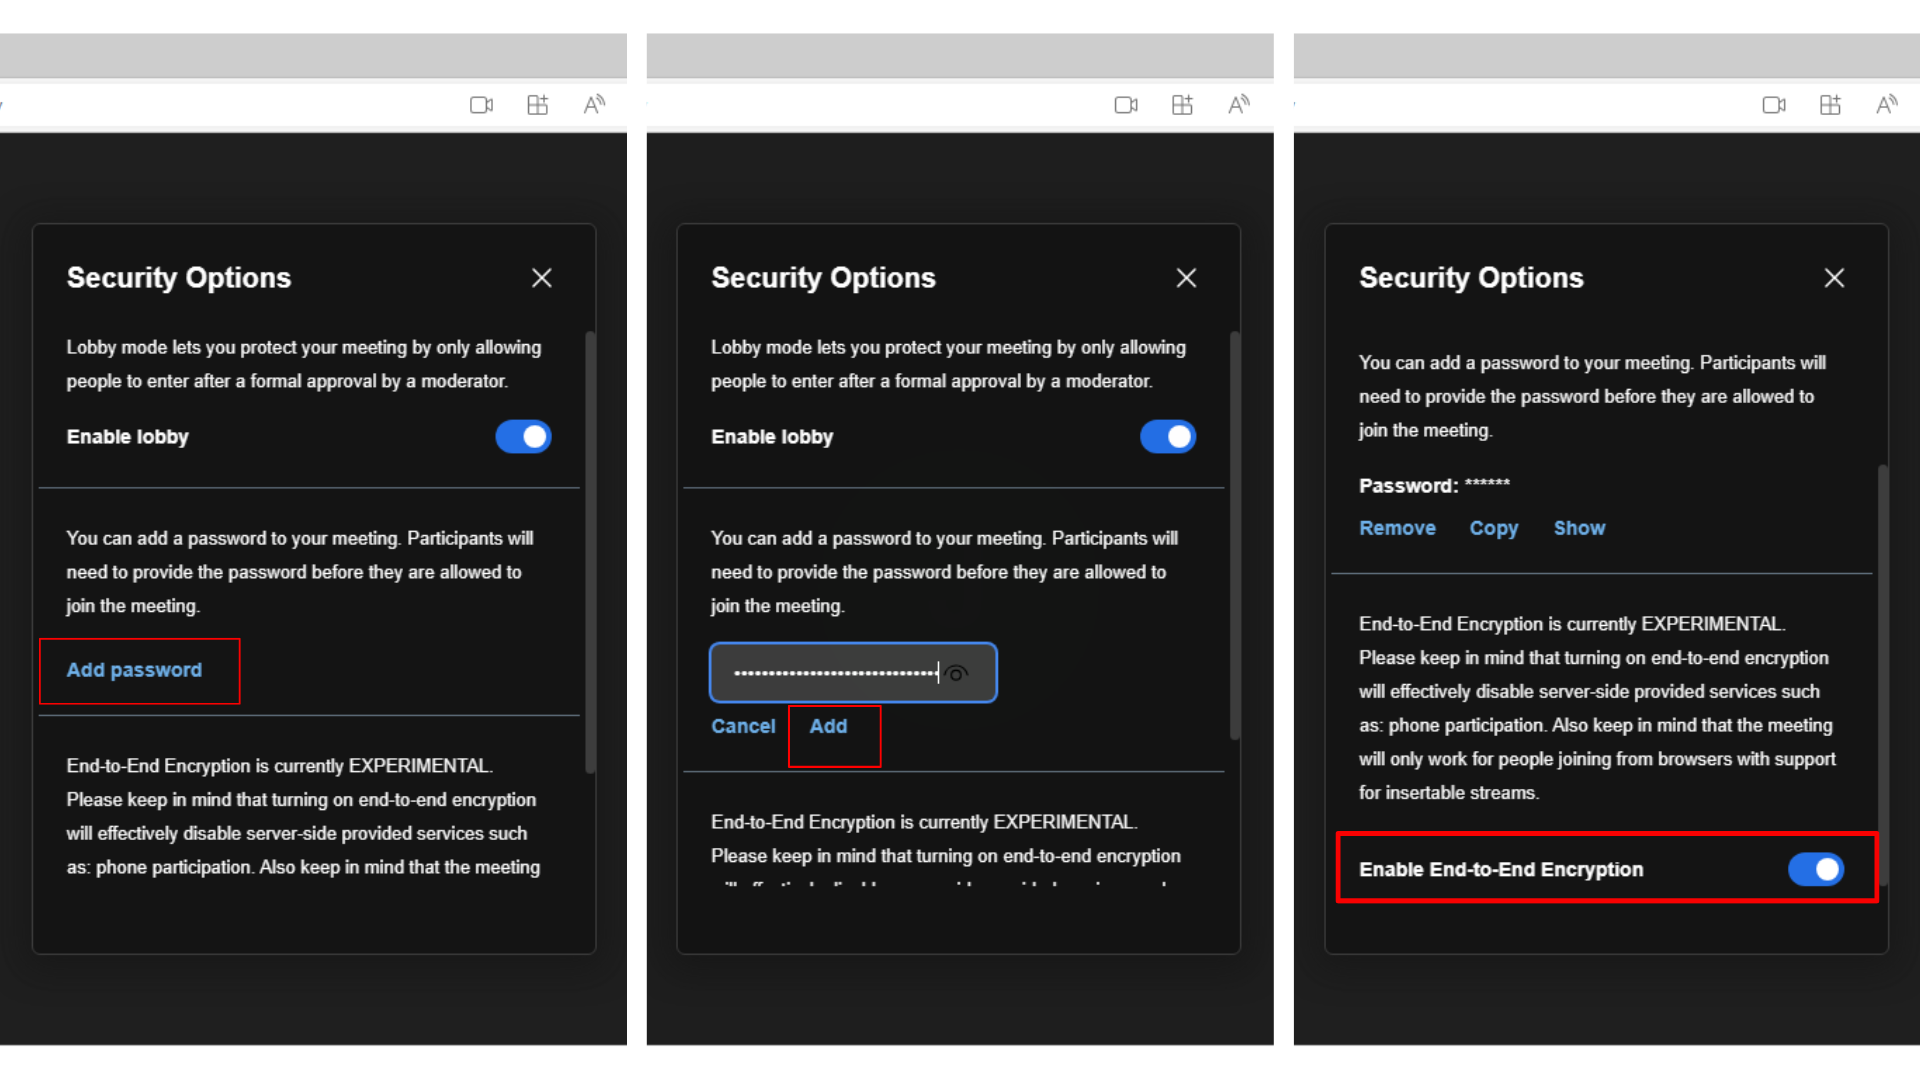 Security Options
Lobby mode lets you protect your meeting by only allowing
people to enter after a formal approval by a moderator.
Enable lobby
You can add a password to your meeting. Participants will
need to provide the password before they are allowed to
join the meeting.
Add password
End-to-End Encryption is currently EXPERIMENTAL.
Please keep in mind that turning on end-to-end encryption
will effectively disable server-side provided services such
as: phone participation. Also keep in mind that the meeting
Security Options
Lobby mode lets you protect your meeting by only allowing
people to enter after a formal approval by a moderator.
Enable lobby
You can add a password to your meeting. Participants will
need to provide the password before they are allowed to
join the meeting.
Cancel Add
End-to-End Encryption is currently EXPERIMENTAL.
Please keep in mind that turning on end-to-end encryption
Security Options
You can add a password to your meeting. Participants will
need to provide the password before they are allowed to
join the meeting.
Password: ******
Remove Copy Show
End-to-End Encryption is currently EXPERIMENTAL.
Please keep in mind that turning on end-to-end encryption
will effectively disable server-side provided services such
as: phone participation. Also keep in mind that the meeting
will only work for people joining from browsers with support
for insertable streams.
Enable End-to-End Encryption